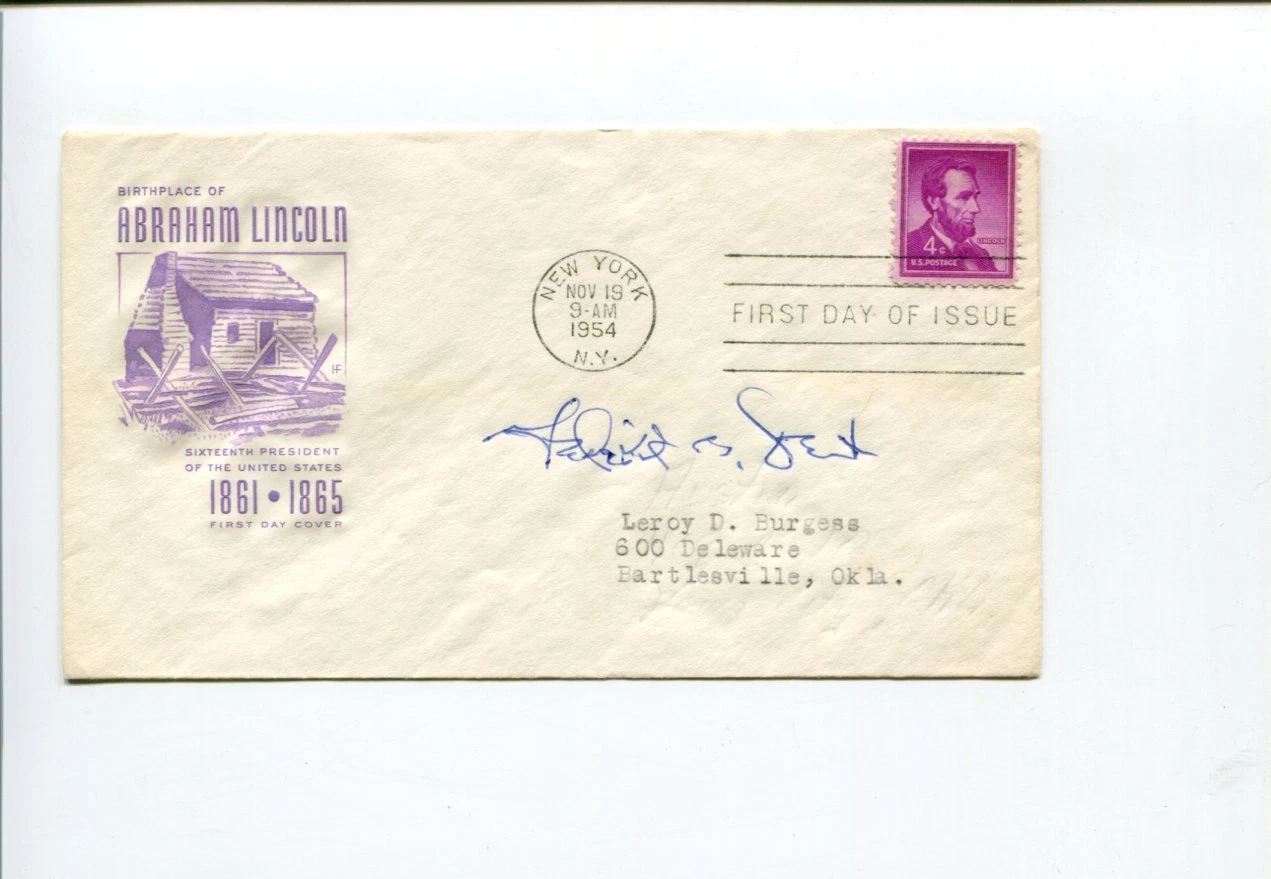 BIRTHPLACE OF
ABRAHAM LINCOLN
HF
SIXTEENTH PRESIDENT
OF THE UNITED STATES
1861 • 1865
FIRST DAY COVER
NEW YORK
NOV 19
9-AM
1954
N.Y.
FIRST DAY OF ISSUE
LINCOLN
4¢
U.S. POSTAGE
Leroy D. Burgess
600 Deleware
Bartlesville, Okla.